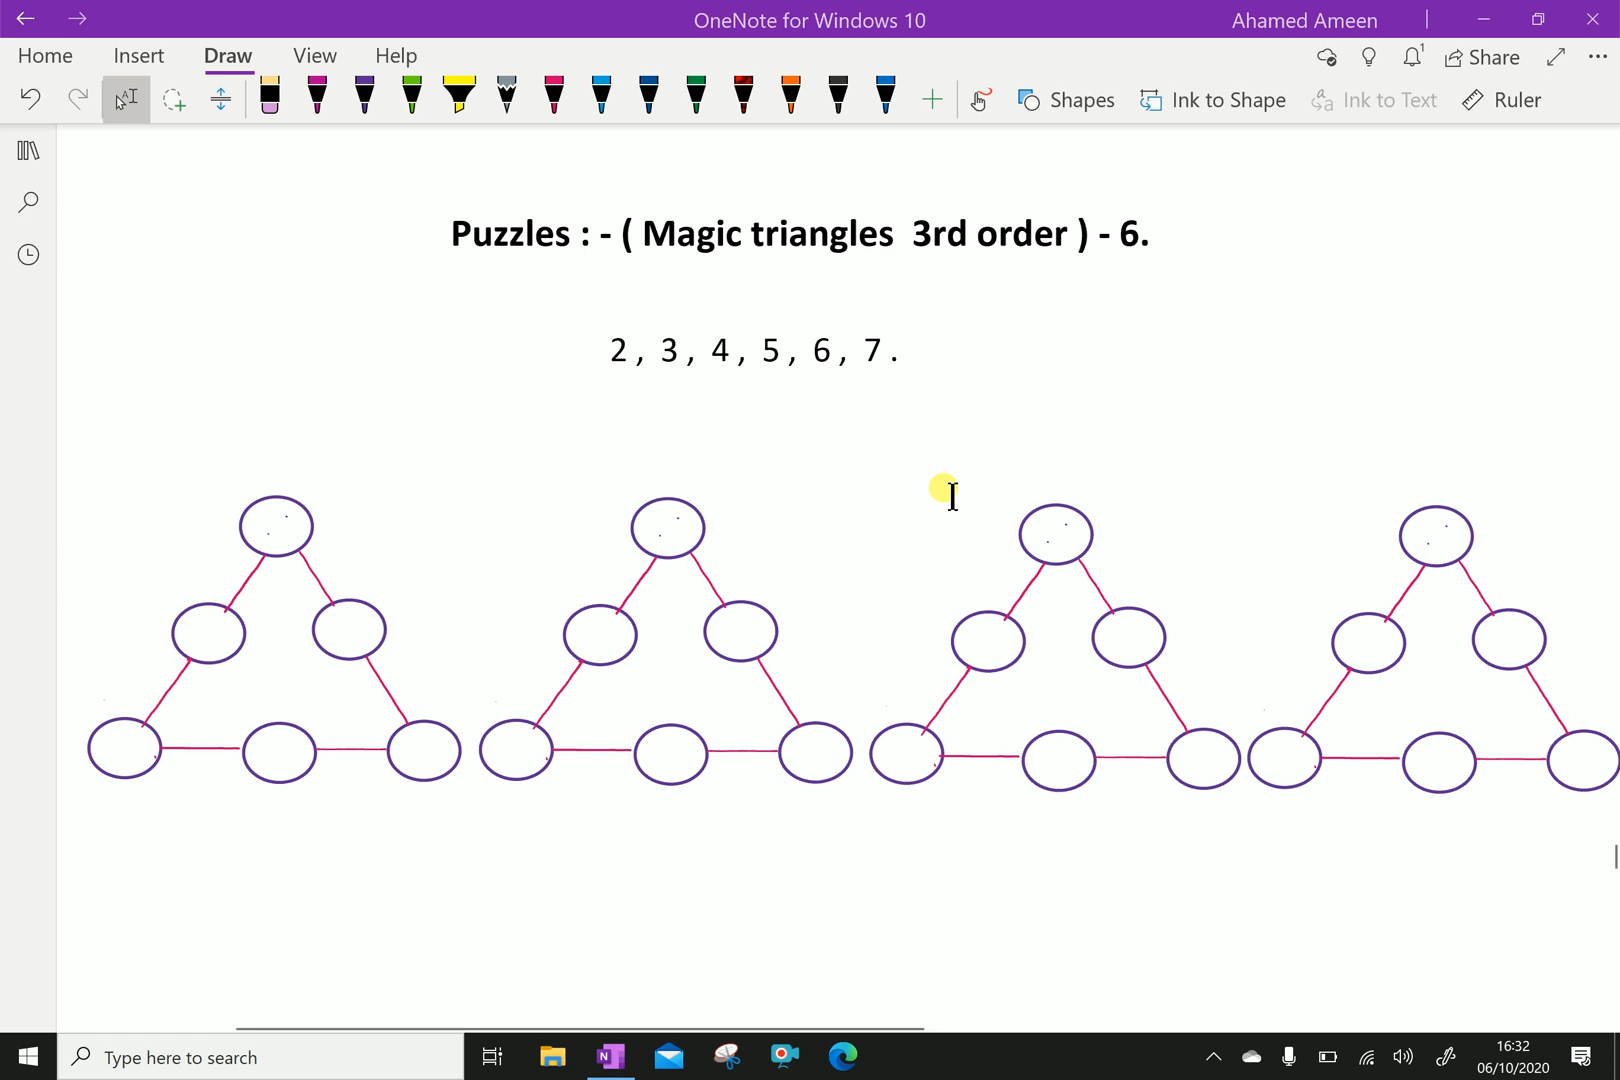 OneNote for Windows 10
Ahamed Ameen
Home Insert Draw View Help
1
Share
AI
Shapes
Ink to Shape
Ink to Text
Ruler
Puzzles : - ( Magic triangles 3rd order ) - 6.
2 , 3 , 4 , 5 , 6 , 7 .
Type here to search
16:32
06/10/2020